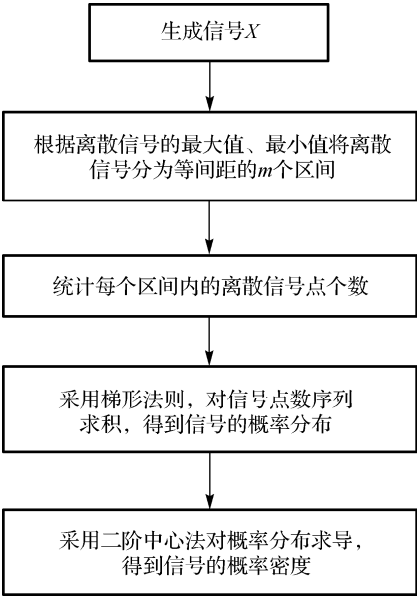 生成信号X
根据离散信号的最大值、最小值将离散
信号分为等间距的m个区间
统计每个区间内的离散信号点个数
采用梯形法则，对信号点数序列
求积，得到信号的概率分布
采用二阶中心法对概率分布求导，
得到信号的概率密度